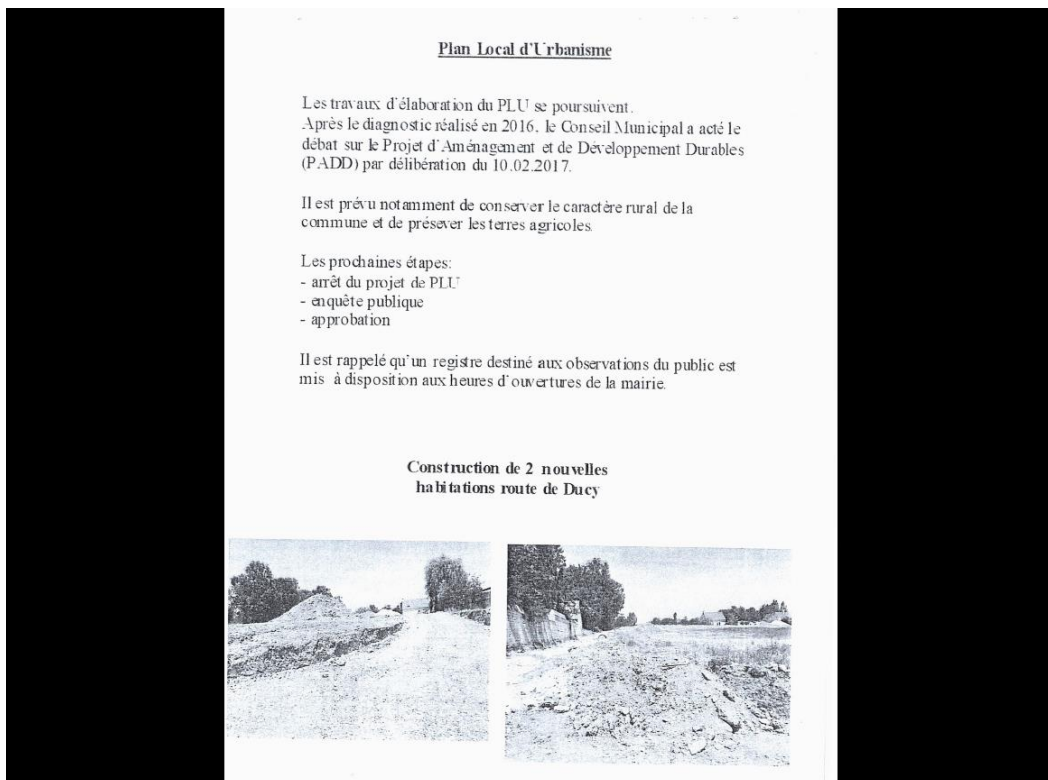 Plan Local d'Urbanisme
Les travaux d'élaboration du PLU se poursuivent.
Après le diagnostic réalisé en 2016, le Conseil Municipal a acté le
débat sur le Projet d'Aménagement et de Développement Durables
(PADD) par délibération du 10.02.2017.
Il est prévu notamment de conserver le caractère rural de la
commune et de présever les terres agricoles.
Les prochaines étapes:
- arrêt du projet de PLU
- enquête publique
- approbation
Il est rappelé qu'un registre destiné aux observations du public est
mis à disposition aux heures d'ouvertures de la mairie.
Construction de 2 nouvelles
habitations route de Ducy